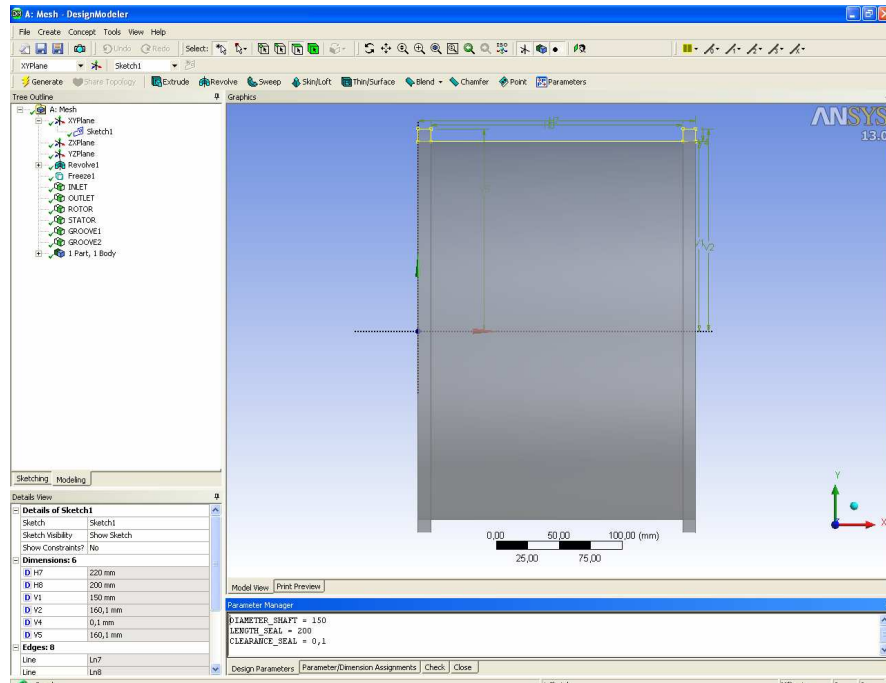 A: Mesh - DesignModeler
File Create Concept Tools View Help
Undo Redo Select:
XYPlane Sketch1
Generate Share Topology Extrude Revolve Sweep Skin/Loft Thin/Surface Blend Chamfer Point Parameters
Tree Outline
A: Mesh
XYPlane
Sketch1
ZXPlane
YZPlane
Revolve1
Freeze1
INLET
OUTLET
ROTOR
STATOR
GROOVE1
GROOVE2
1 Part, 1 Body
Sketching Modeling
Details View
Details of Sketch1
Sketch Sketch1
Sketch Visibility Show Sketch
Show Constraints? No
Dimensions: 6
D H7 220 mm
D H8 200 mm
D V1 150 mm
D V2 160,1 mm
D V4 0,1 mm
D V5 160,1 mm
Edges: 8
Line Ln7
Line Ln8
Graphics
ANSYS
13.0
V1
V2
Y
X
0,00 50,00 100,00 (mm)
25,00 75,00
Model View Print Preview
Parameter Manager
DIAMETER_SHAFT = 150
LENGTH_SEAL = 200
CLEARANCE_SEAL = 0,1
Design Parameters Parameter/Dimension Assignments Check Close